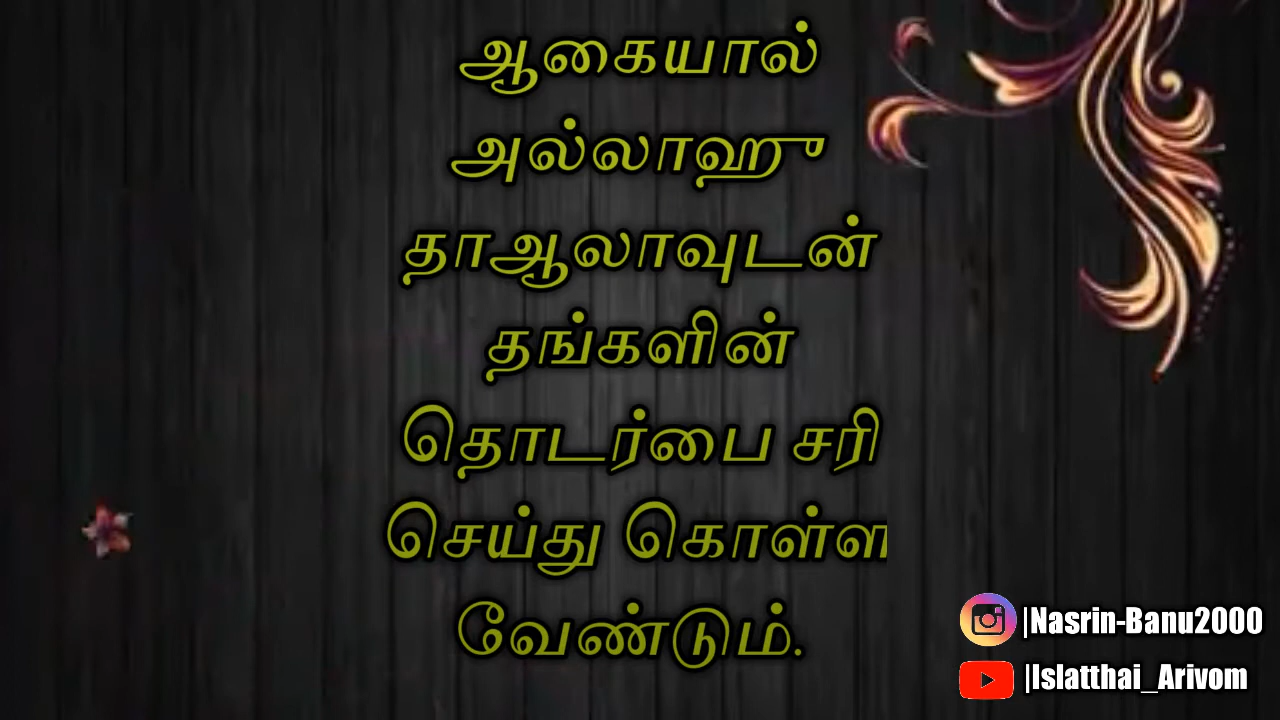 ஆகையால்
அல்லாஹு
தாஆலாவுடன்
தங்களின்
தொடர்பை சரி
செய்து கொள்ள
வேண்டும்.
|Nasrin-Banu2000
|Islatthai_Arivom